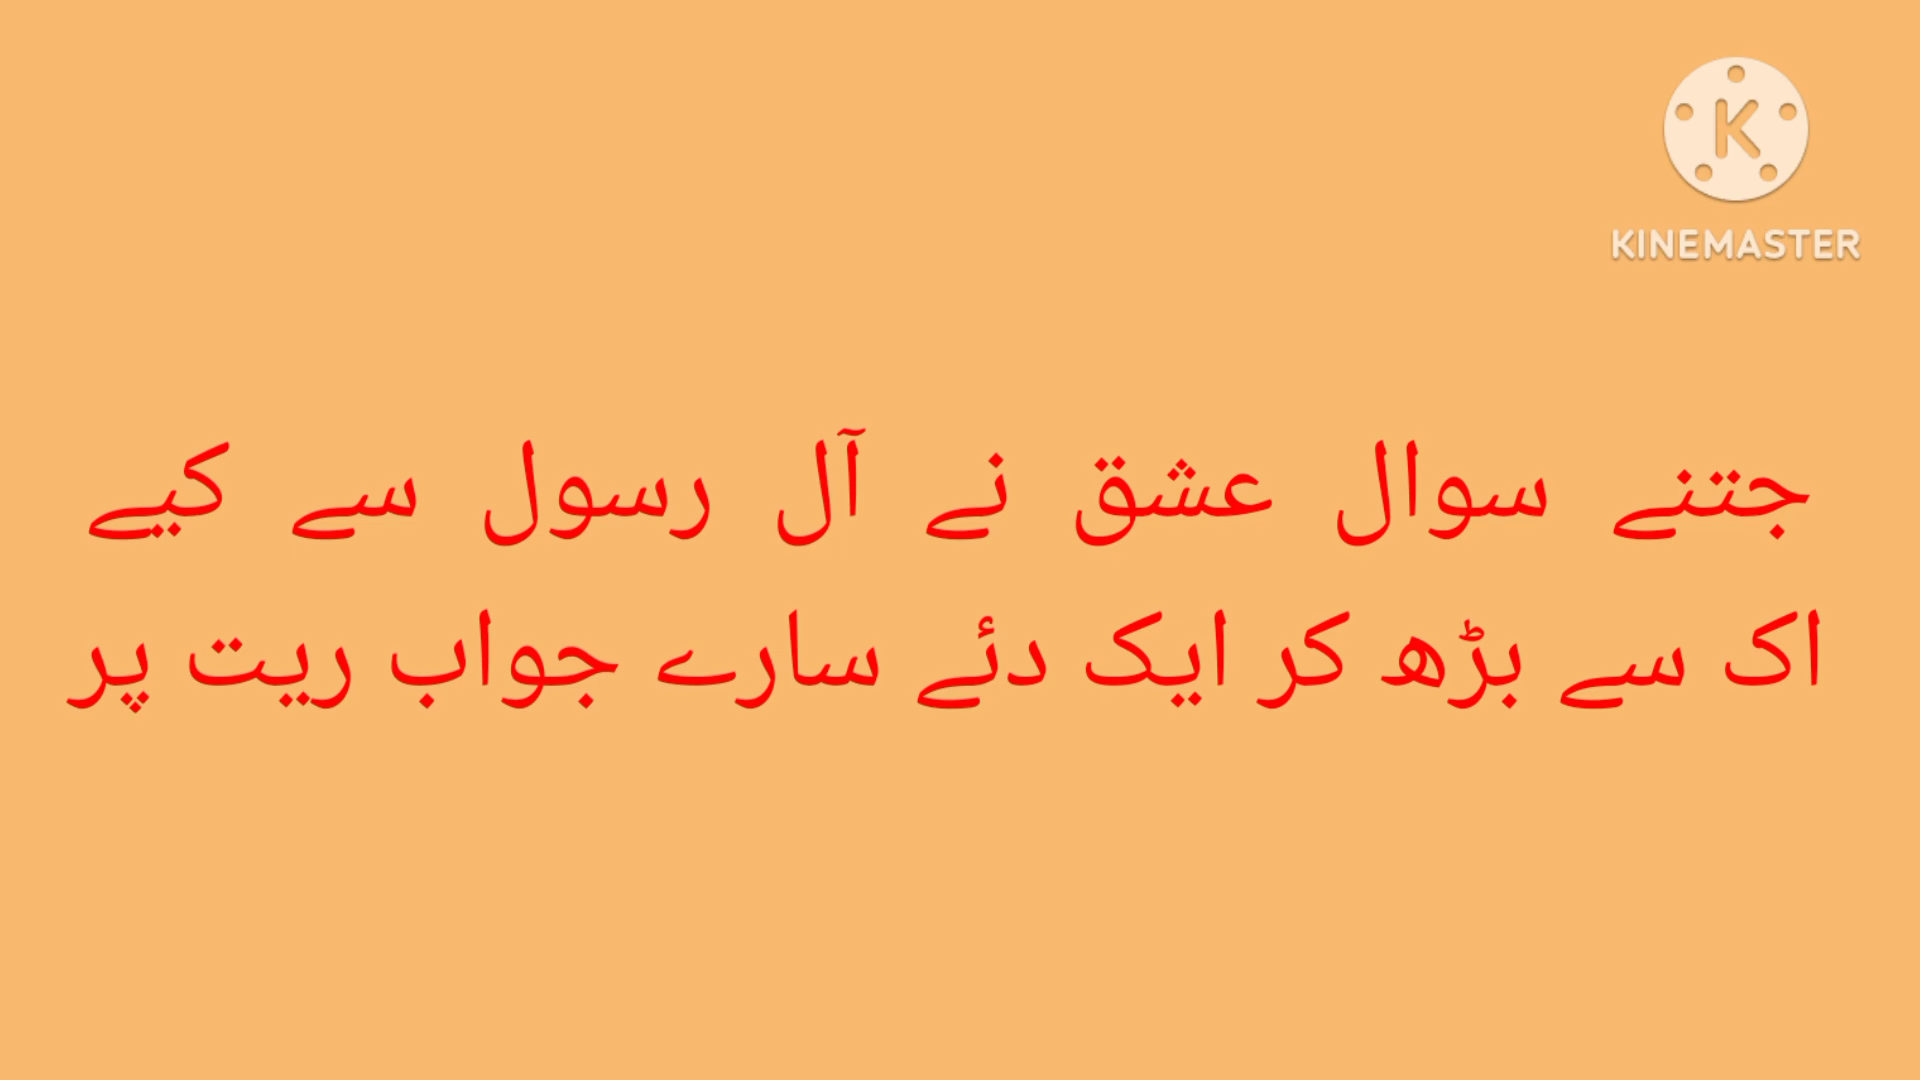 KINEMASTER
جتنے سوال عشق نے آل رسول سے کیے
اک سے بڑھ کر ایک دئے سارے جواب ریت پر